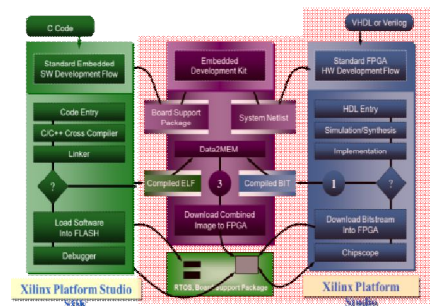 C Code
VHDL or Verilog
Standard Embedded
SW Development Flow
Embedded
Development Kit
Standard FPGA
HW Development Flow
Code Entry
C/C++ Cross Compiler
Linker
?
Load Software
Into FLASH
Debugger
Board Support
Package
System Netlist
Data2MEM
Compiled ELF
3
Compiled BIT
Download Combined
Image to FPGA
RTOS, Board Support Package
HDL Entry
Simulation/Synthesis
Implementation
1
?
Download Bitstream
Into FPGA
Chipscope
Xilinx Platform Studio
Xilinx Platform